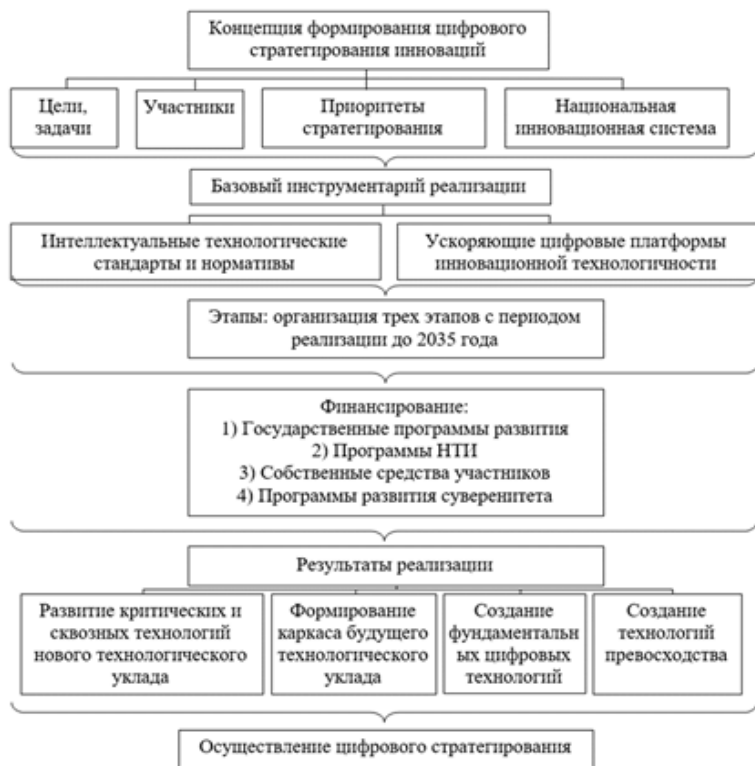 Концепция формирования цифрового
стратегирования инноваций
Цели,
задачи
Участники
Приоритеты
стратегирования
Национальная
инновационная система
Базовый инструментарий реализации
Интеллектуальные технологические
стандарты и нормативы
Ускоряющие цифровые платформы
инновационной технологичности
Этапы: организация трех этапов с периодом
реализации до 2035 года
Финансирование:
1) Государственные программы развития
2) Программы НТИ
3) Собственные средства участников
4) Программы развития суверенитета
Результаты реализации
Развитие критических и
сквозных технологий
нового технологического
уклада
Формирование
каркаса будущего
технологического
уклада
Создание
фундаментальн
ых цифровых
технологий
Создание
технологий
превосходства
Осуществление цифрового стратегирования